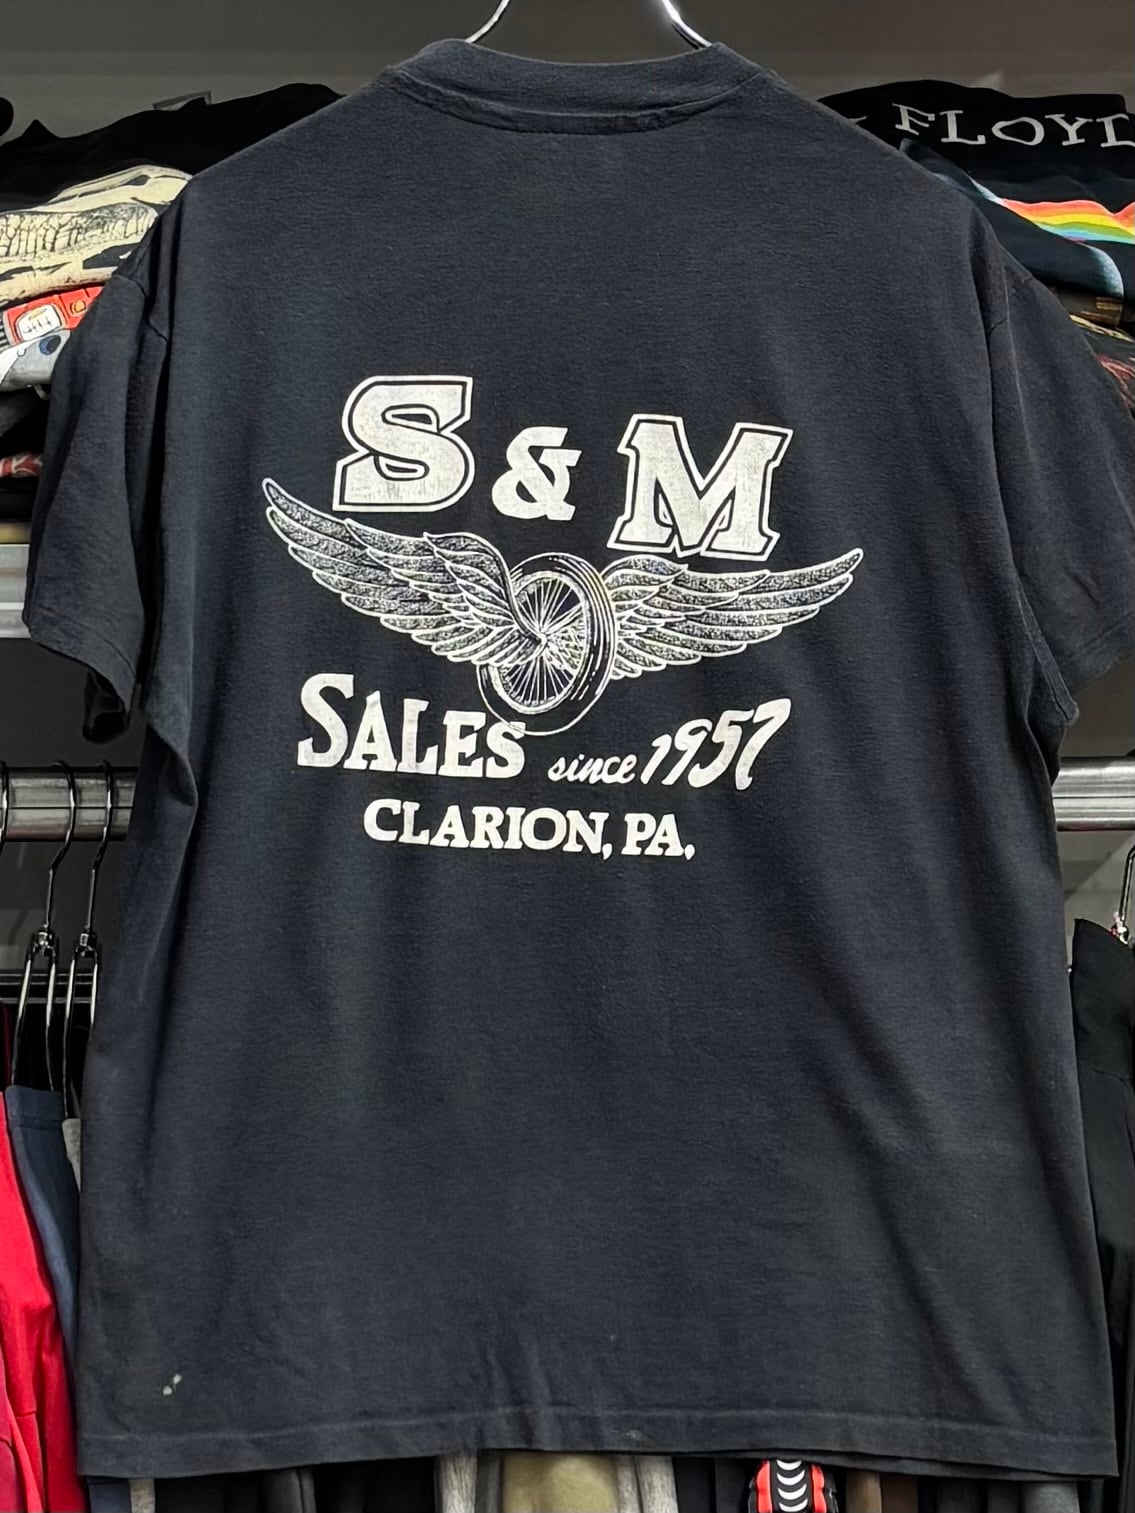 FLOYD
S & M
SALES since 1957
CLARION, PA.